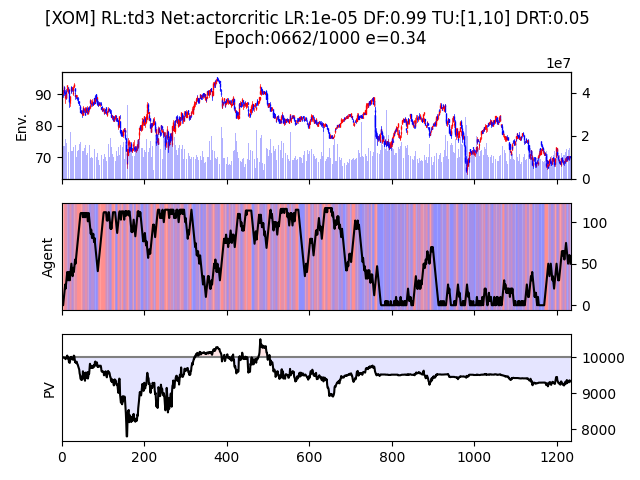 [XOM] RL:td3 Net:actorcritic LR:1e-05 DF:0.99 TU:[1,10] DRT:0.05
Epoch:0662/1000 e=0.34
1e7
90
80
70
Env.
4
2
0
Agent
100
50
0
PV
10000
9000
8000
0 200 400 600 800 1000 1200